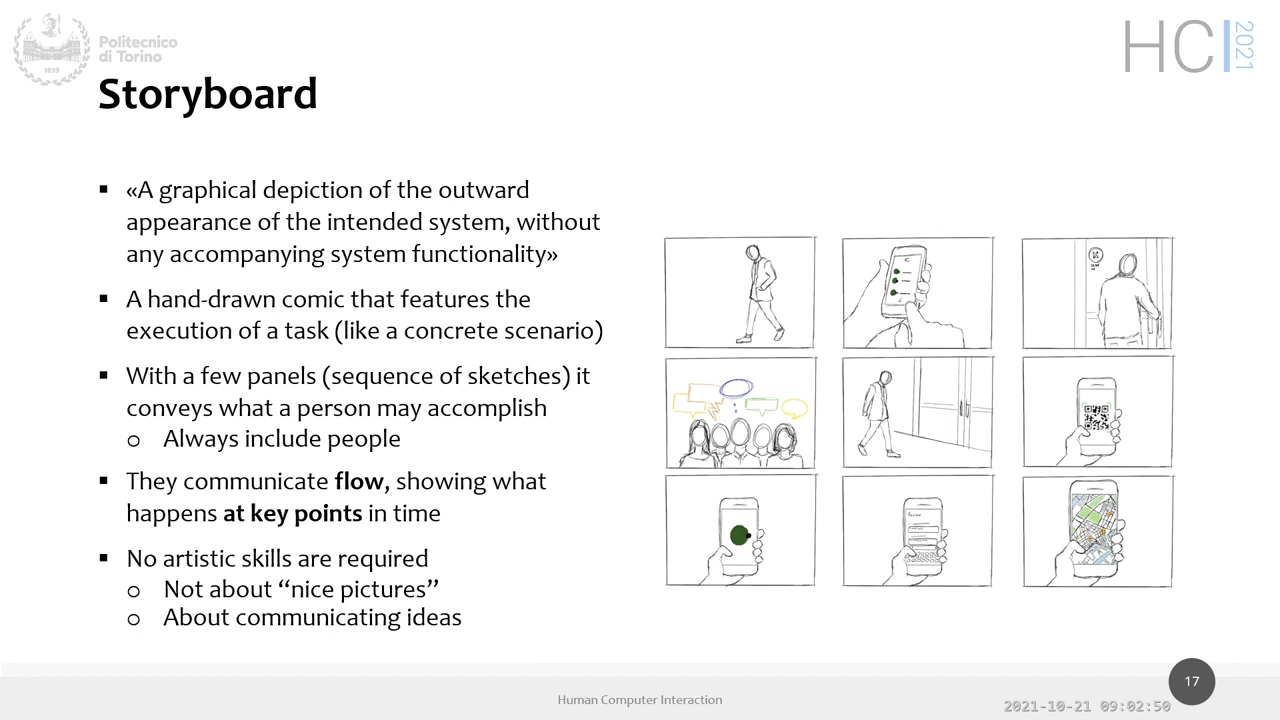 Politecnico
di Torino
1859
HCI
2021
Storyboard
▪ «A graphical depiction of the outward
appearance of the intended system, without
any accompanying system functionality»
▪ A hand-drawn comic that features the
execution of a task (like a concrete scenario)
▪ With a few panels (sequence of sketches) it
conveys what a person may accomplish
o Always include people
▪ They communicate flow, showing what
happens at key points in time
▪ No artistic skills are required
o Not about “nice pictures”
o About communicating ideas
Human Computer Interaction
17
2021-10-21 09:02:50